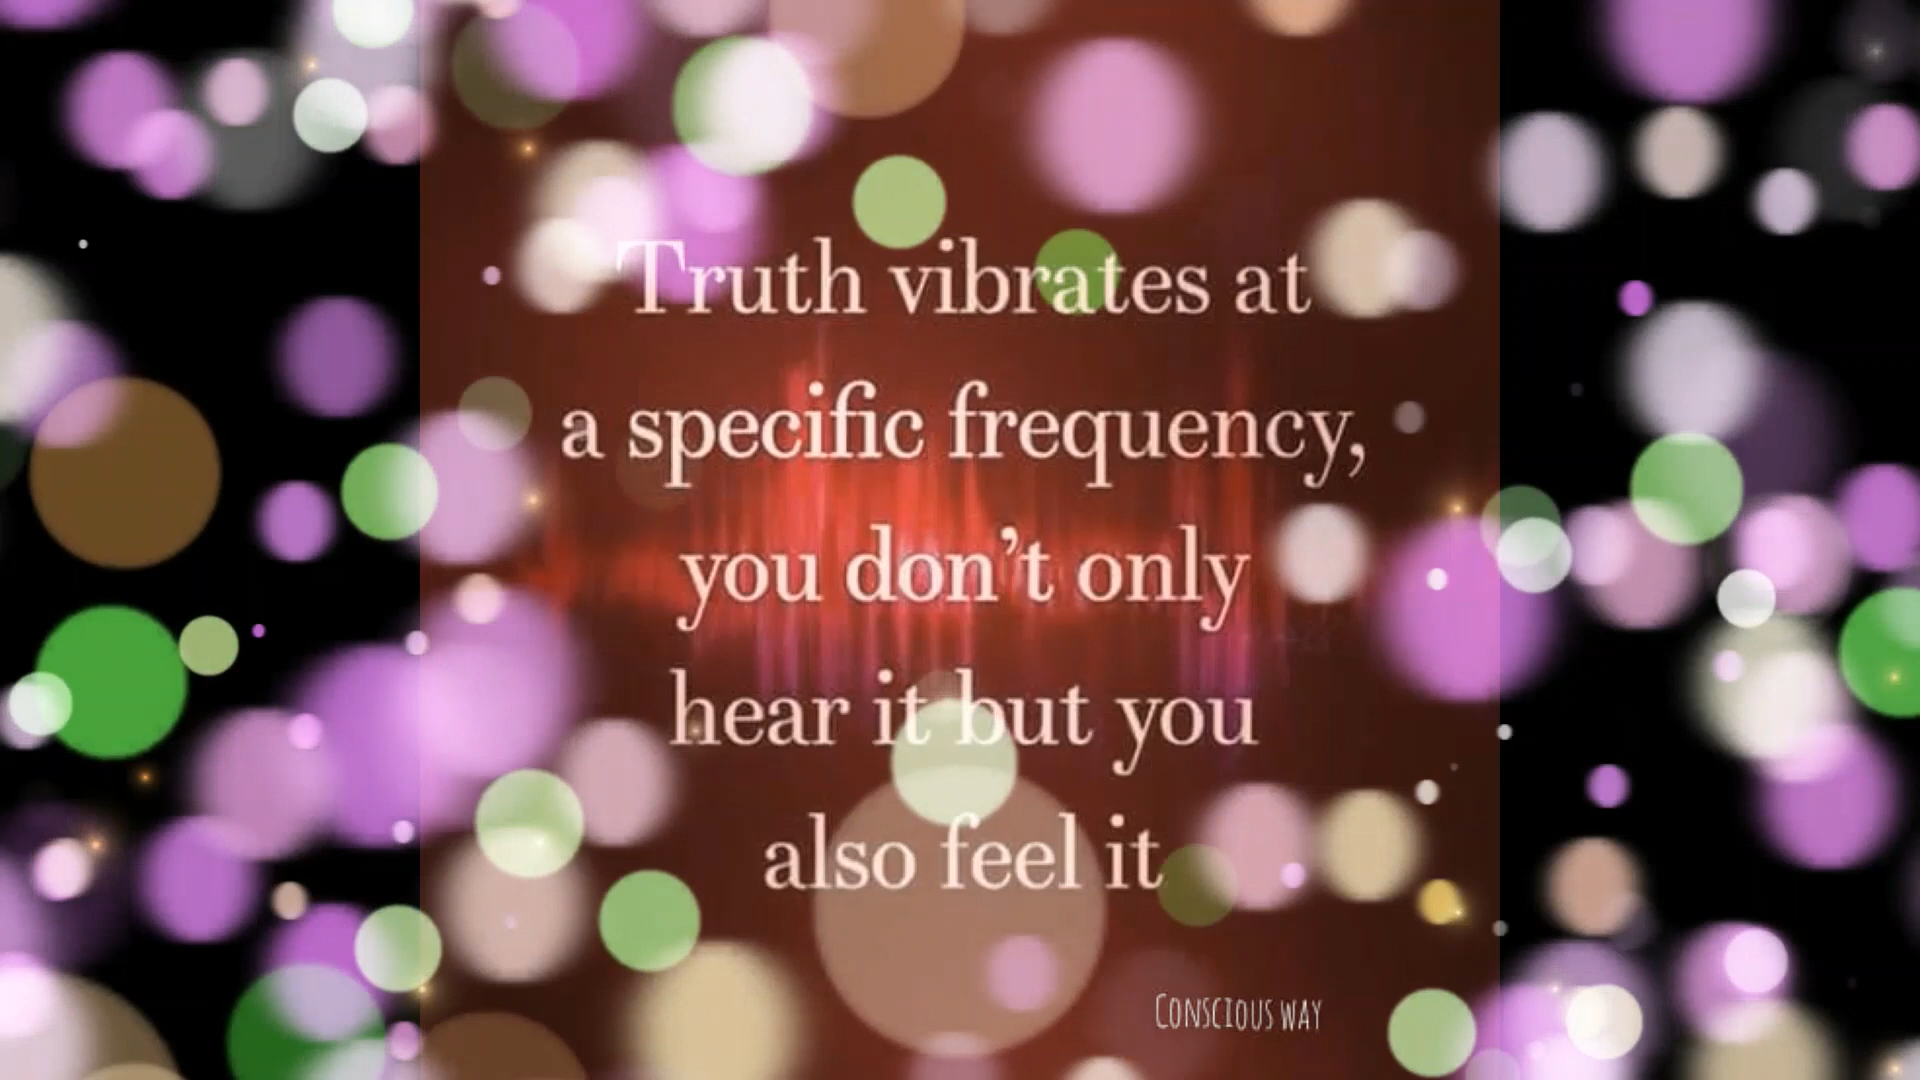 Truth vibrates at
a specific frequency,
you don't only
hear it but you
also feel it
Conscious way